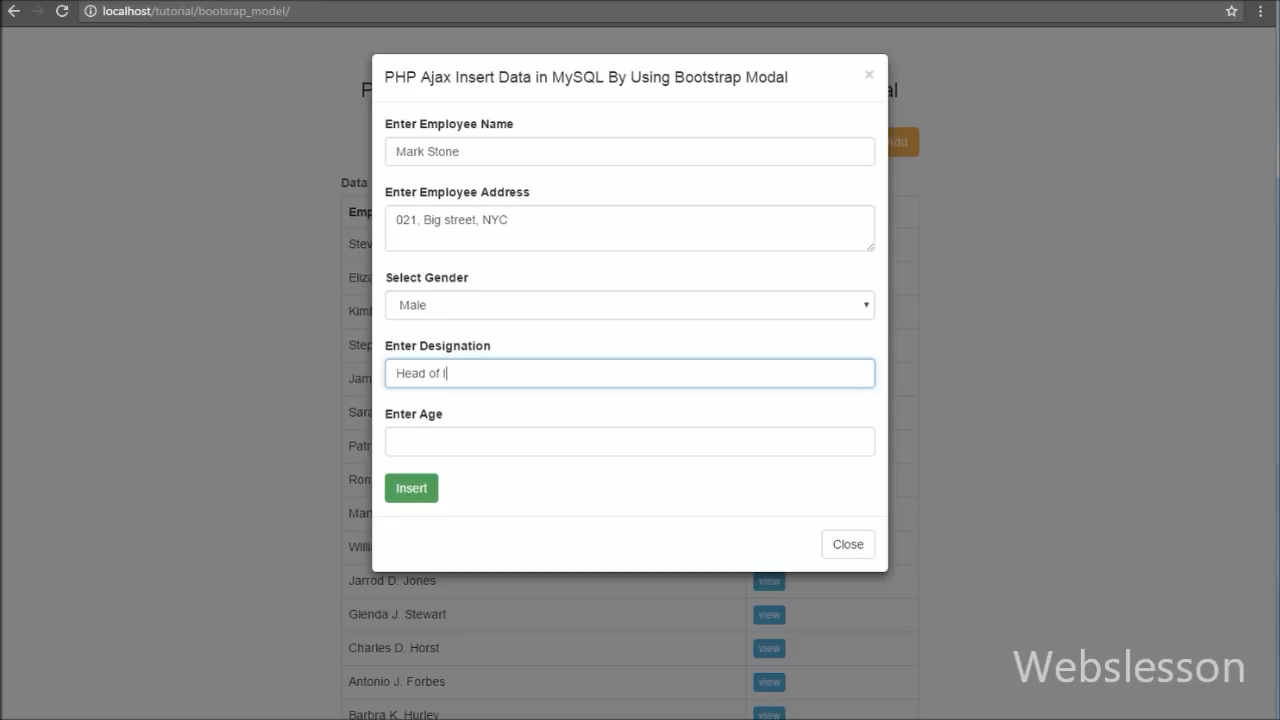 localhost/tutorial/bootsrap_model/
PHP Ajax Insert Data in MySQL By Using Bootstrap Modal
×
Enter Employee Name
Mark Stone
Add
Data
Enter Employee Address
021, Big street, NYC
Select Gender
Male
Enter Designation
Head of I
Enter Age
Insert
Close
Jarrod D. Jones view
Glenda J. Stewart view
Charles D. Horst view
Antonio J. Forbes view
Barbra K. Hurley view
Webslesson